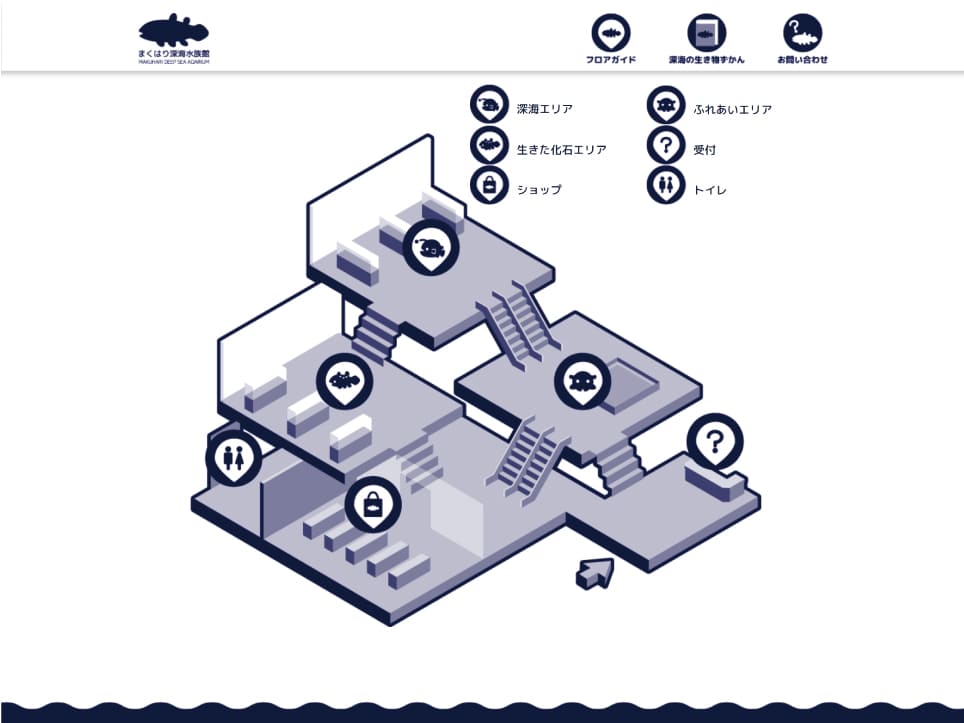 まくはり深海水族館
MAKUHARI DEEP SEA AQARIUM
フロアガイド
深海の生き物ずかん
お問い合わせ
深海エリア
ふれあいエリア
生きた化石エリア
受付
ショップ
トイレ